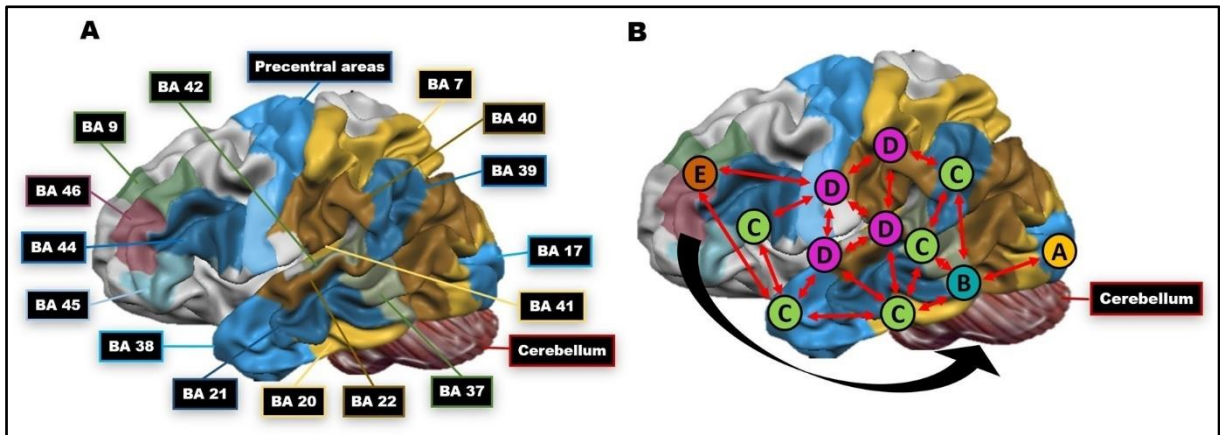 A
Precentral areas
BA 42
BA 7
BA 9
BA 40
BA 46
BA 39
BA 44
BA 17
BA 45
BA 41
BA 38
Cerebellum
BA 21
BA 20
BA 22
BA 37
B
D
E
C
D
C
D
C
D
A
B
C
C
Cerebellum